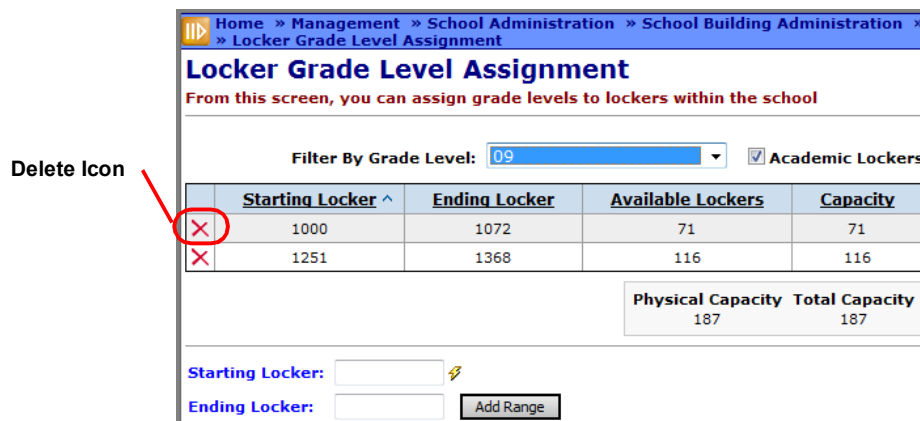 Home » Management » School Administration » School Building Administration »
» Locker Grade Level Assignment
Locker Grade Level Assignment
From this screen, you can assign grade levels to lockers within the school
Delete Icon
Filter By Grade Level: 09 Academic Lockers
Starting Locker ^ Ending Locker Available Lockers Capacity
1000 1072 71 71
1251 1368 116 116
Physical Capacity Total Capacity
187 187
Starting Locker:
Ending Locker: Add Range